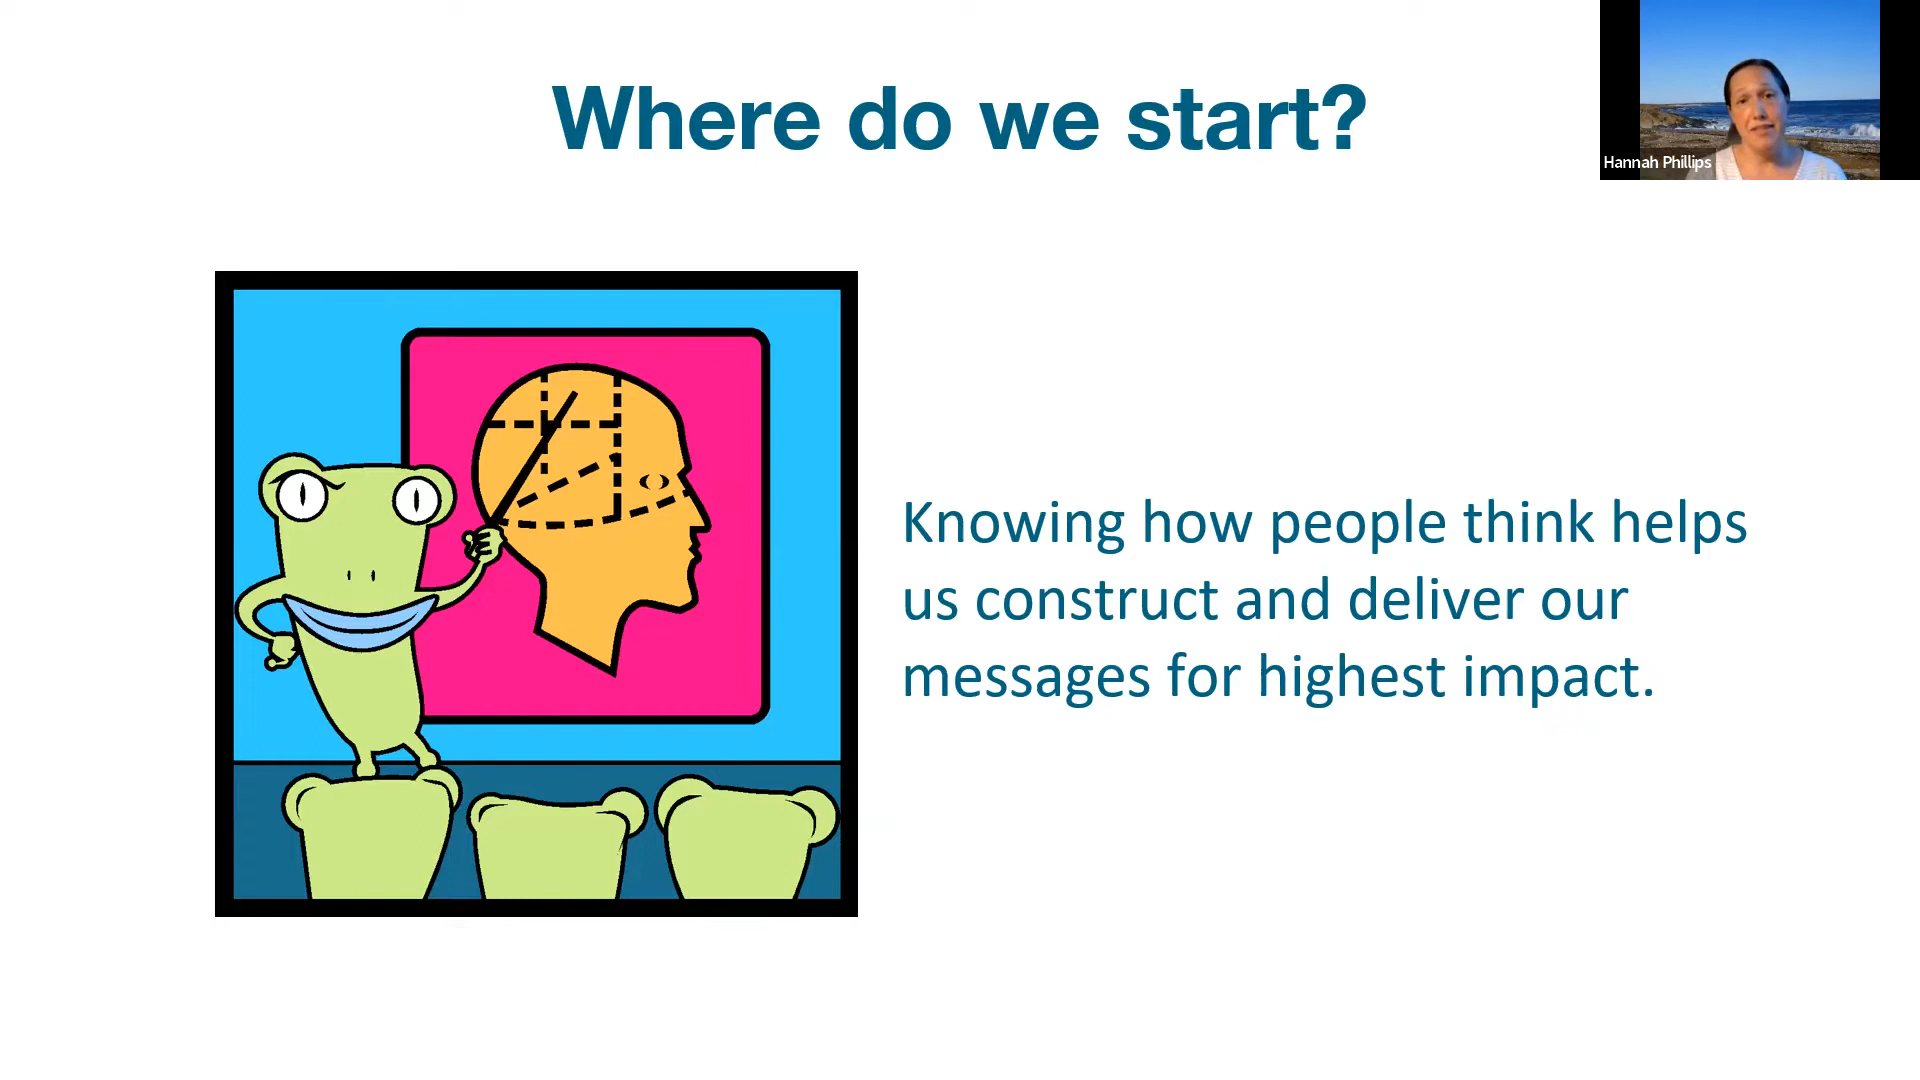 Where do we start?
Hannah Phillips
Knowing how people think helps
us construct and deliver our
messages for highest impact.